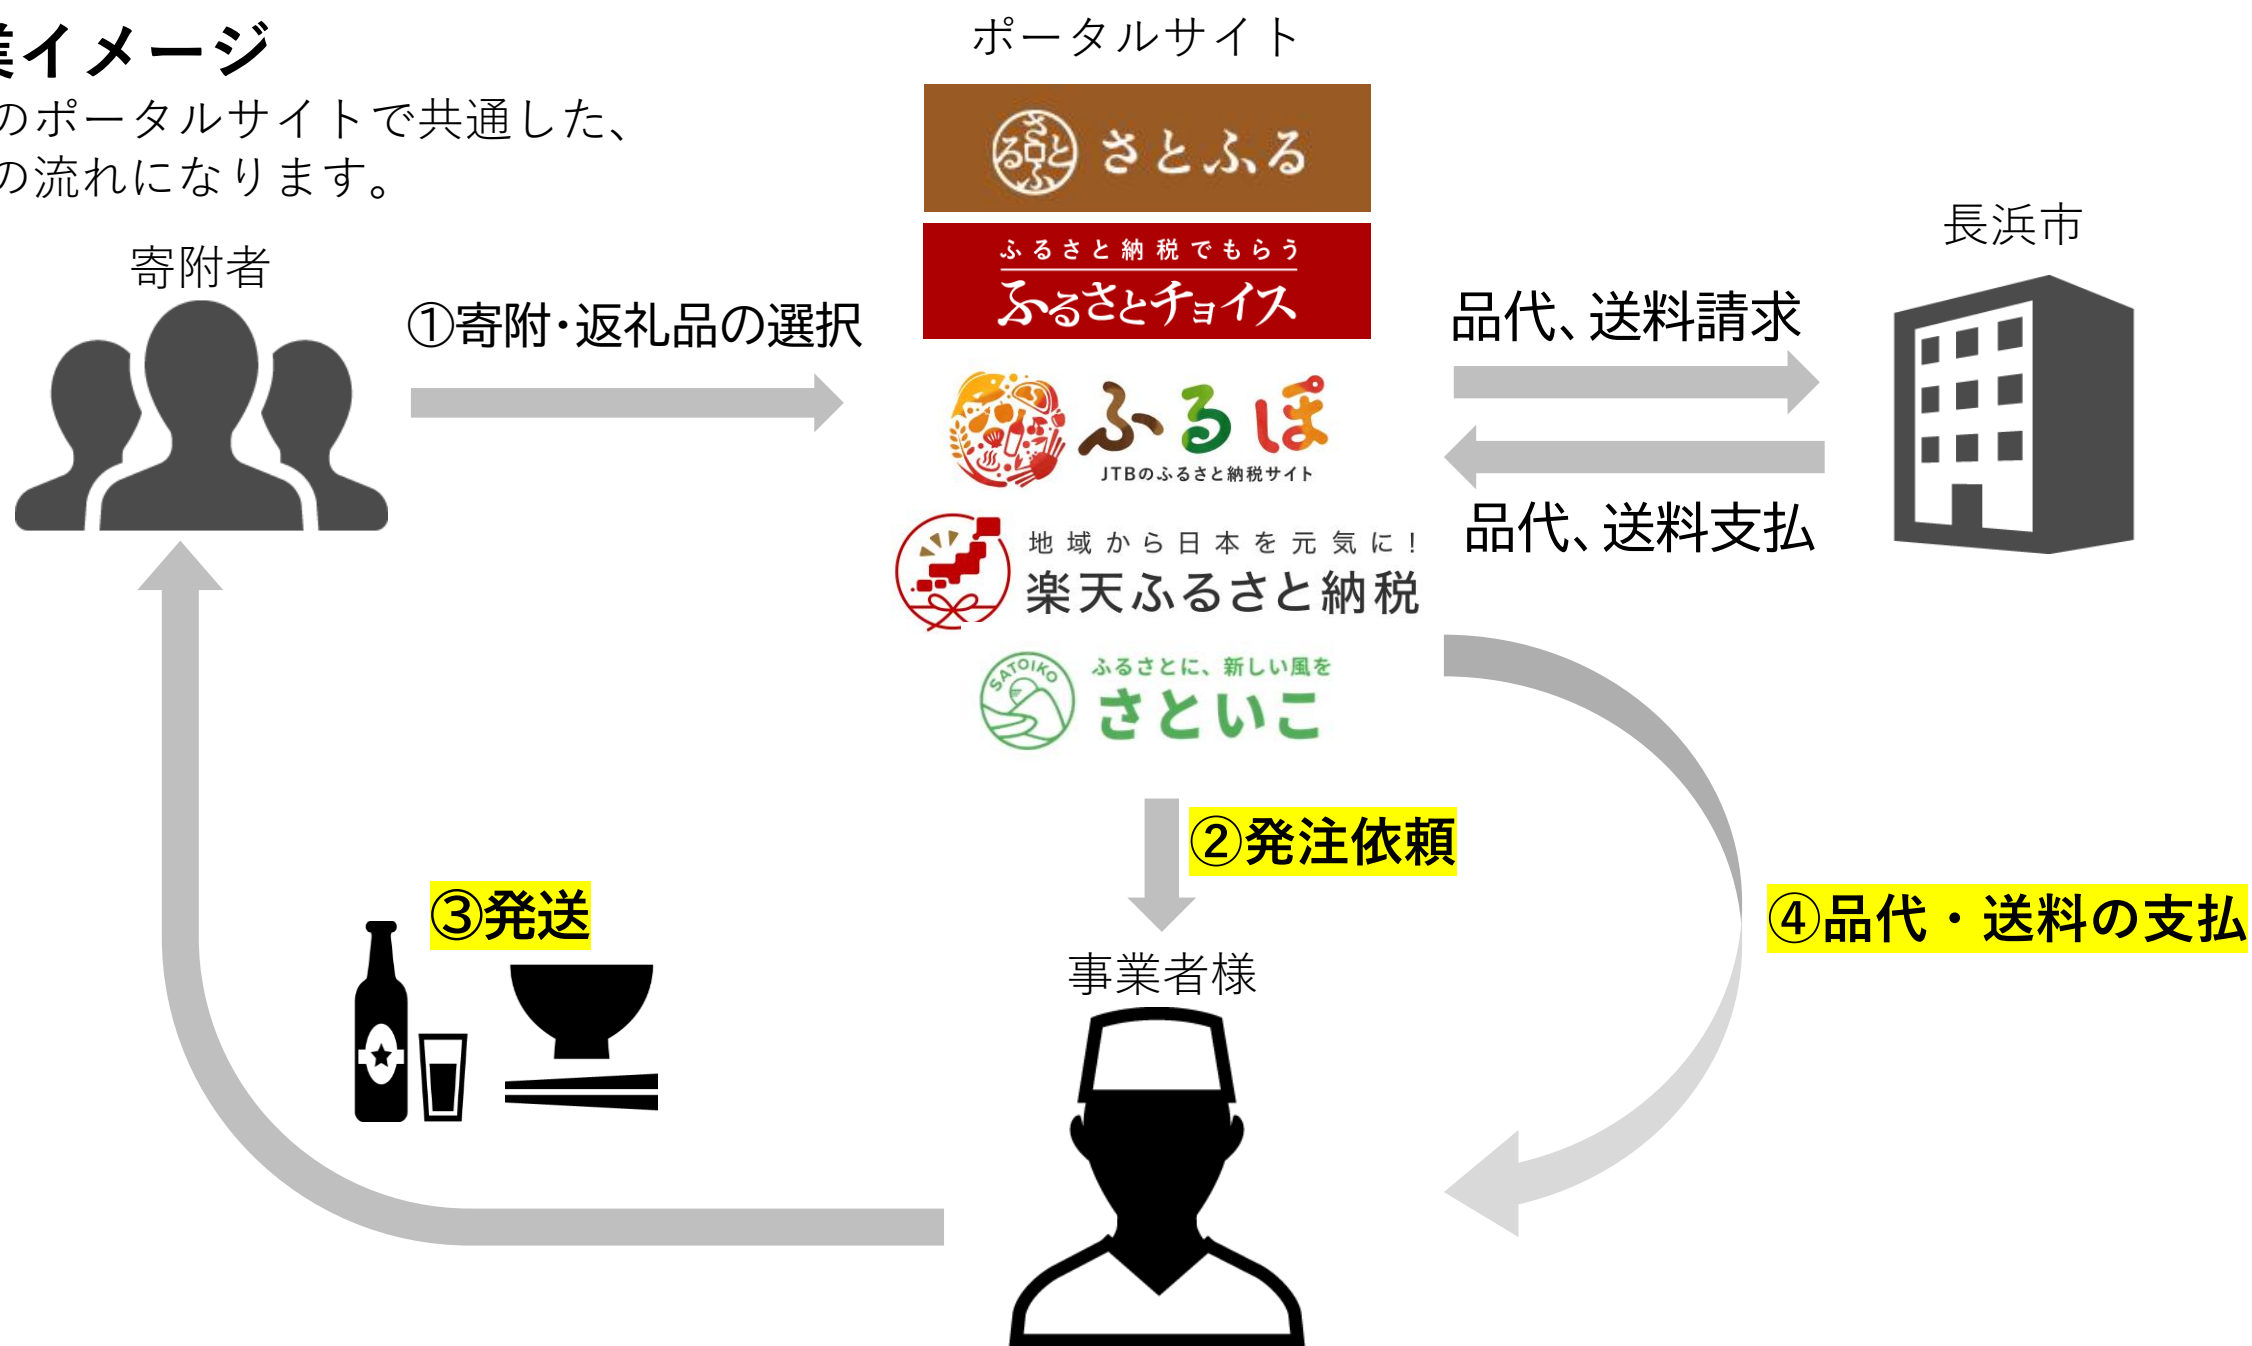 業イメージ
のポータルサイトで共通した、
の流れになります。
ポータルサイト
さとふる
さとふる
ふるさと納税でもらう
ふるさとチョイス
ふるぽ
JTBのふるさと納税サイト
地域から日本を元気に!
楽天ふるさと納税
SATOIKO
ふるさとに、新しい風を
さといこ
寄附者
①寄附・返礼品の選択
長浜市
品代、送料請求
品代、送料支払
②発注依頼
③発送
④品代・送料の支払
事業者様